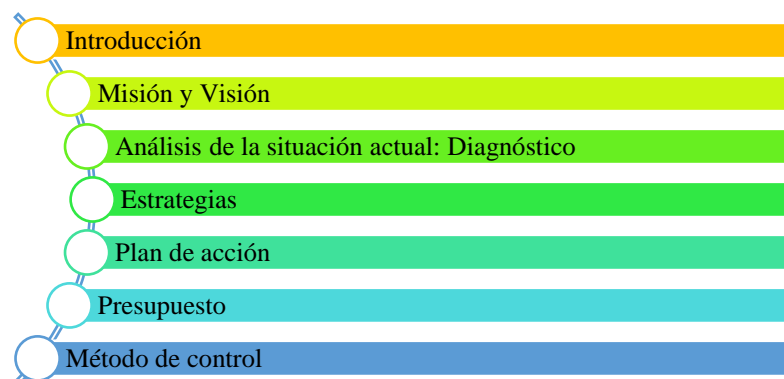 Introducción
Misión y Visión
Análisis de la situación actual: Diagnóstico
Estrategias
Plan de acción
Presupuesto
Método de control